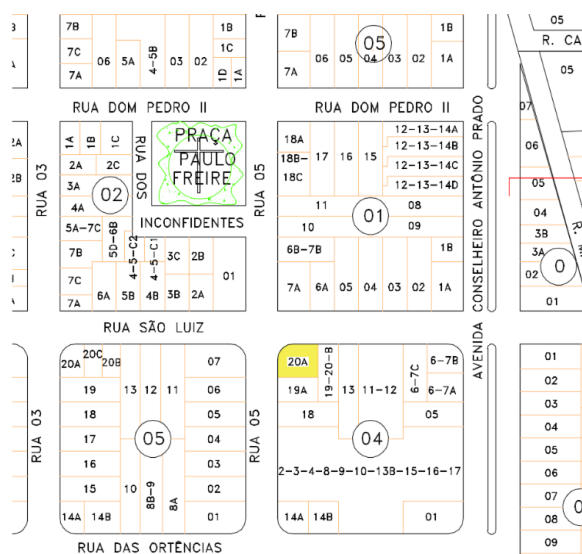 7B
7C
7A
06
5A
4-5B
03
02
1B
1C
1D
1A
7B
7A
06
05
04
03
02
05
1B
1A
05
R. CA
05
07
06
05
04
3B
3A
02
01
0
RUA DOM PEDRO II
RUA DOM PEDRO II
2A
2B
RUA 03
1A
1B
1C
2A
2C
3A
4A
02
5A-7C
7B
7C
7A
5D-6B
4-5-C2
4-5-C1
6A
5B
4B
3C
2B
3B
2A
01
RUA DOS
INCONFIDENTES
PRAÇA
PAULO
FREIRE
RUA 05
18A
18B-
18C
17
16
15
12-13-14A
12-13-14B
12-13-14C
12-13-14D
11
10
01
08
09
6B-7B
7A
6A
05
04
03
02
1B
1A
AVENIDA CONSELHEIRO ANTÔNIO PRADO
RUA SÃO LUIZ
RUA 03
20A
20C
20B
19
18
17
16
15
14A
14B
13
12
11
05
10
8B-9
8A
07
06
05
04
03
02
01
RUA 05
20A
19A
18
19-20-B
13
11-12
6-7C
6-7B
6-7A
05
04
2-3-4-8-9-10-13B-15-16-17
14A
14B
01
01
02
03
04
05
06
07
08
09
RUA DAS ORTÊNCIAS